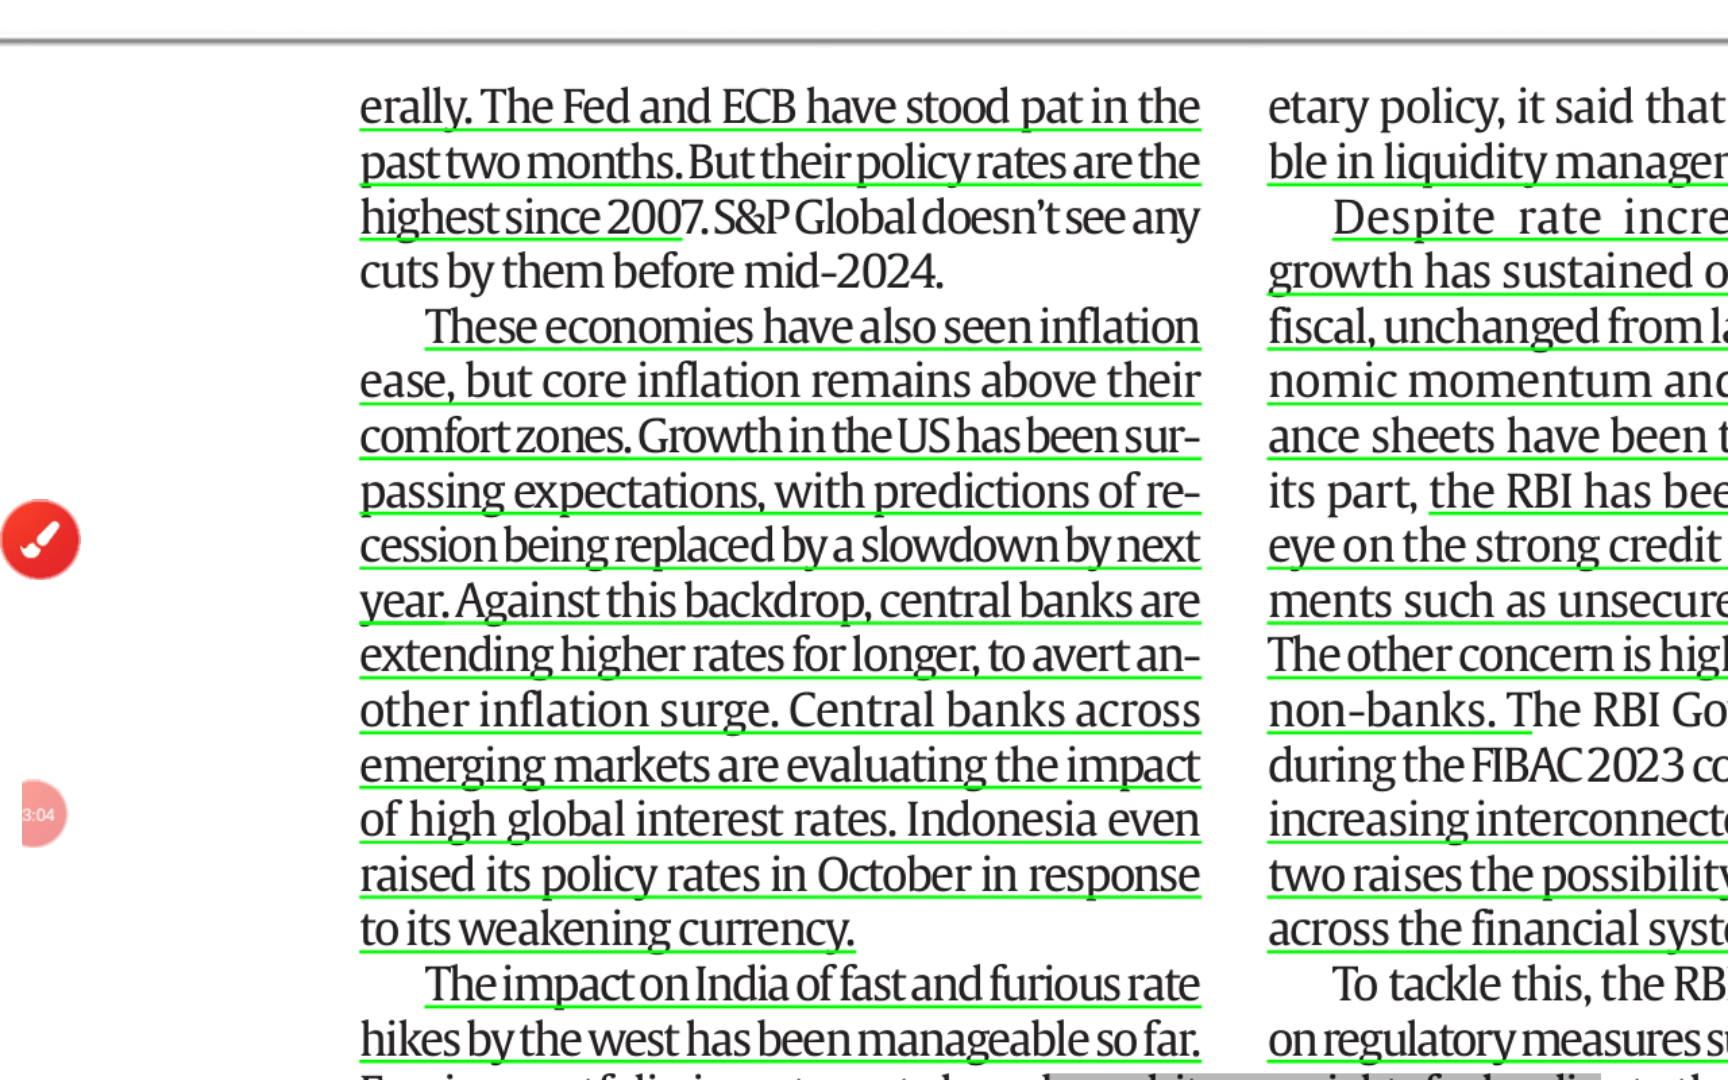 erally. The Fed and ECB have stood pat in the
past two months. But their policy rates are the
highest since 2007. S&P Global doesn't see any
cuts by them before mid-2024.
These economies have also seen inflation
ease, but core inflation remains above their
comfort zones. Growth in the US has been sur-
passing expectations, with predictions of re-
cession being replaced by a slowdown by next
year. Against this backdrop, central banks are
extending higher rates for longer, to avert an-
other inflation surge. Central banks across
emerging markets are evaluating the impact
of high global interest rates. Indonesia even
raised its policy rates in October in response
to its weakening currency.
The impact on India of fast and furious rate
hikes by the west has been manageable so far.
etary policy, it said that
ble in liquidity
Despite rate
growth has sustained
fiscal, unchanged from
nomic momentum
ance sheets have been
its part, the RBI has
eye on the strong credit
ments such as
The other concern is
non-banks. The RBI
during the FIBAC 2023
increasing
two raises the possibility
across the financial
To tackle this, the
on regulatory measures
3:04